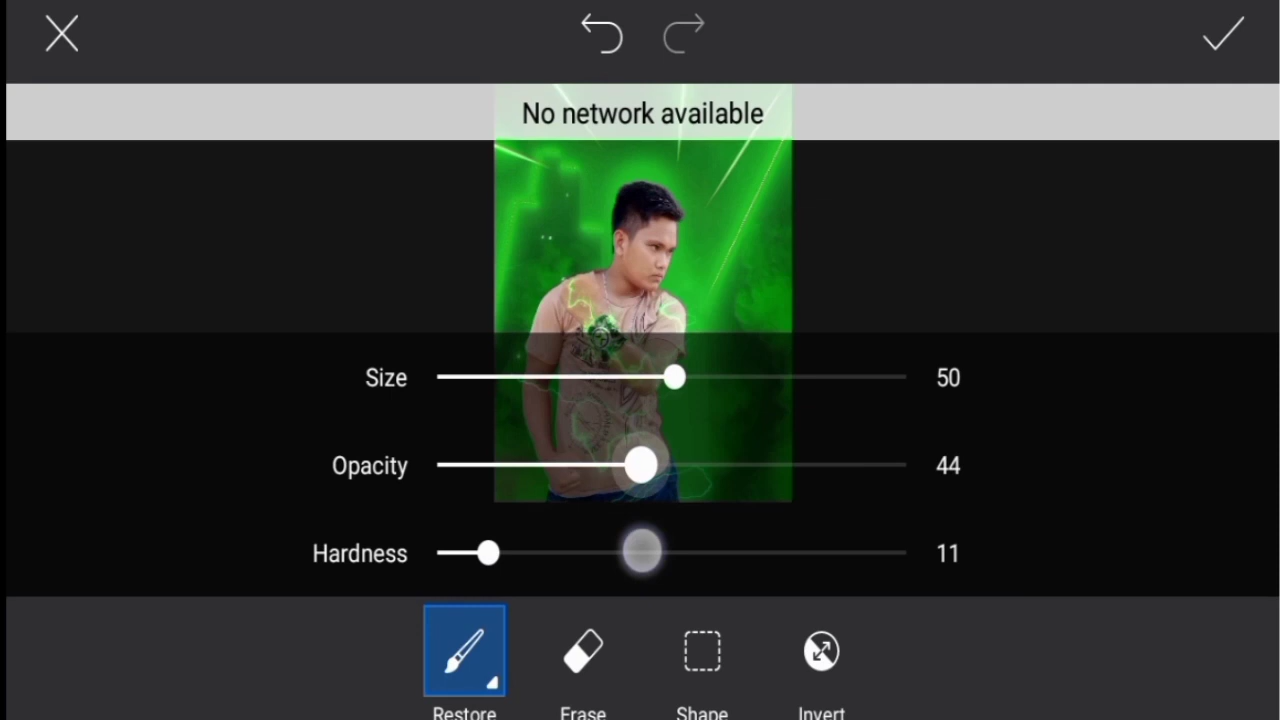 No network available
Size 50
Opacity 44
Hardness 11
Restore Erase Shape Invert